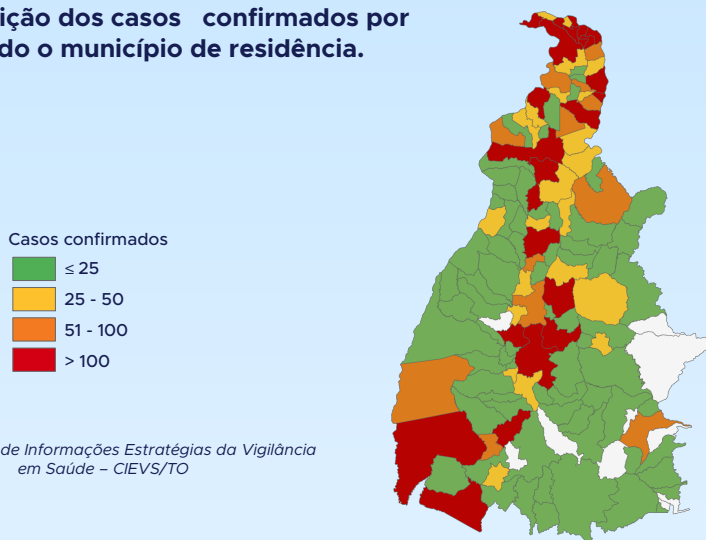 ição dos casos confirmados por
do o município de residência.
Casos confirmados
≤ 25
25 - 50
51 - 100
> 100
de Informações Estratégias da Vigilância
em Saúde – CIEVS/TO